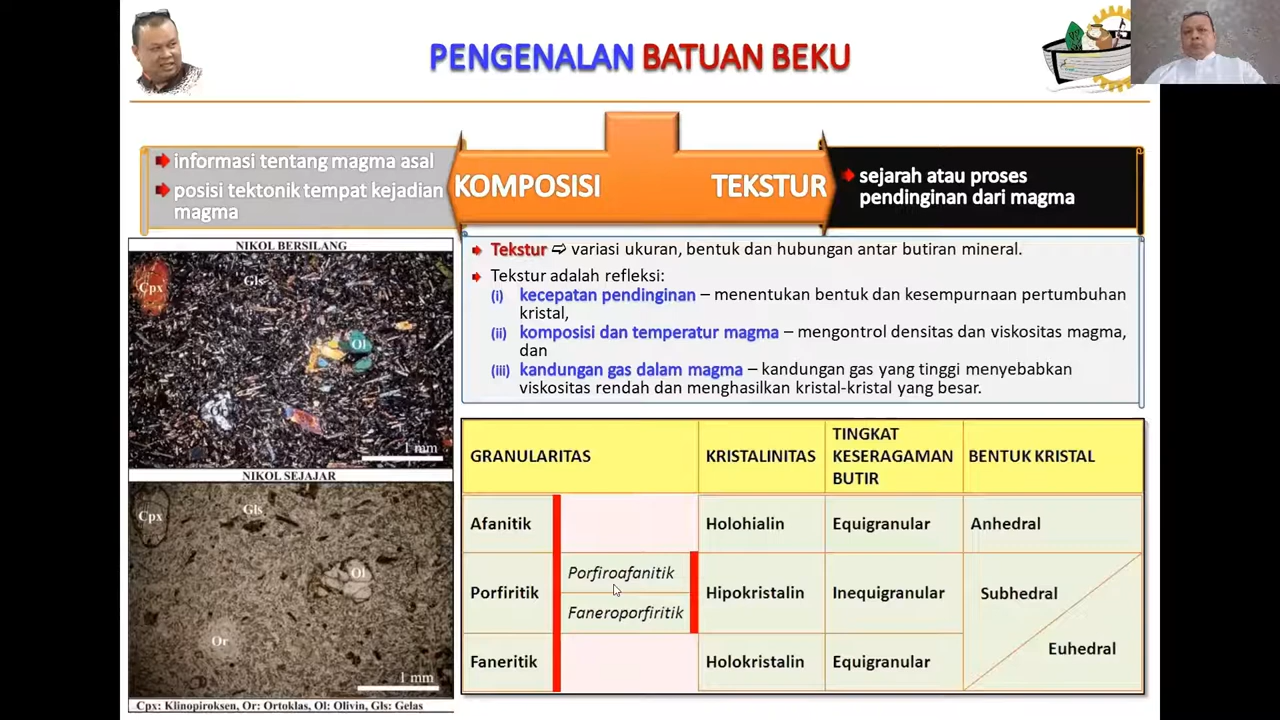 PENGENALAN BATUAN BEKU
informasi tentang magma asal
posisi tektonik tempat kejadian
magma
KOMPOSISI
TEKSTUR
sejarah atau proses
pendinginan dari magma
NIKOL BERSILANG
Cpx
Gls
Ol
Or
1 mm
NIKOL SEJAJAR
Cpx
Gls
Ol
Or
1 mm
Cpx: Klinopiroksen, Or: Ortoklas, Ol: Olivin, Gls: Gelas
Tekstur ➫ variasi ukuran, bentuk dan hubungan antar butiran mineral.
Tekstur adalah refleksi:
(i) kecepatan pendinginan – menentukan bentuk dan kesempurnaan pertumbuhan
kristal,
(ii) komposisi dan temperatur magma – mengontrol densitas dan viskositas magma,
dan
(iii) kandungan gas dalam magma – kandungan gas yang tinggi menyebabkan
viskositas rendah dan menghasilkan kristal-kristal yang besar.
GRANULARITAS
KRISTALINITAS
TINGKAT
KESERAGAMAN
BUTIR
BENTUK KRISTAL
Afanitik
Holohialin
Equigranular
Anhedral
Porfiritik
Porfiroafanitik
Faneroporfiritik
Hipokristalin
Inequigranular
Subhedral
Euhedral
Faneritik
Holokristalin
Equigranular